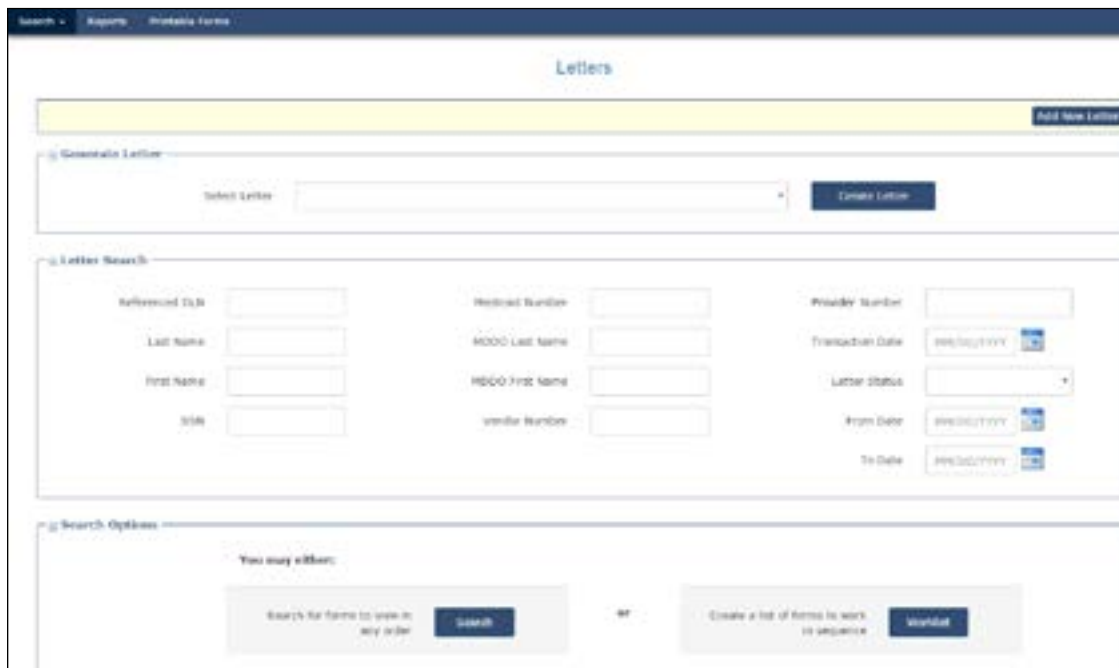 Search Reports Printable Forms
Letters
Add New Letter
Generate Letter
Select Letter Create Letter
Letter Search
Referenced DLN Medicaid Number Provider Number
Last Name Last Name Transaction Date MM/DD/YYYY
First Name First Name Letter Status
SSN Vendor Number From Date MM/DD/YYYY
To Date MM/DD/YYYY
Search Options
You may either:
Search for forms to view in or Create a list of forms to work
any order Search in sequence Worklist